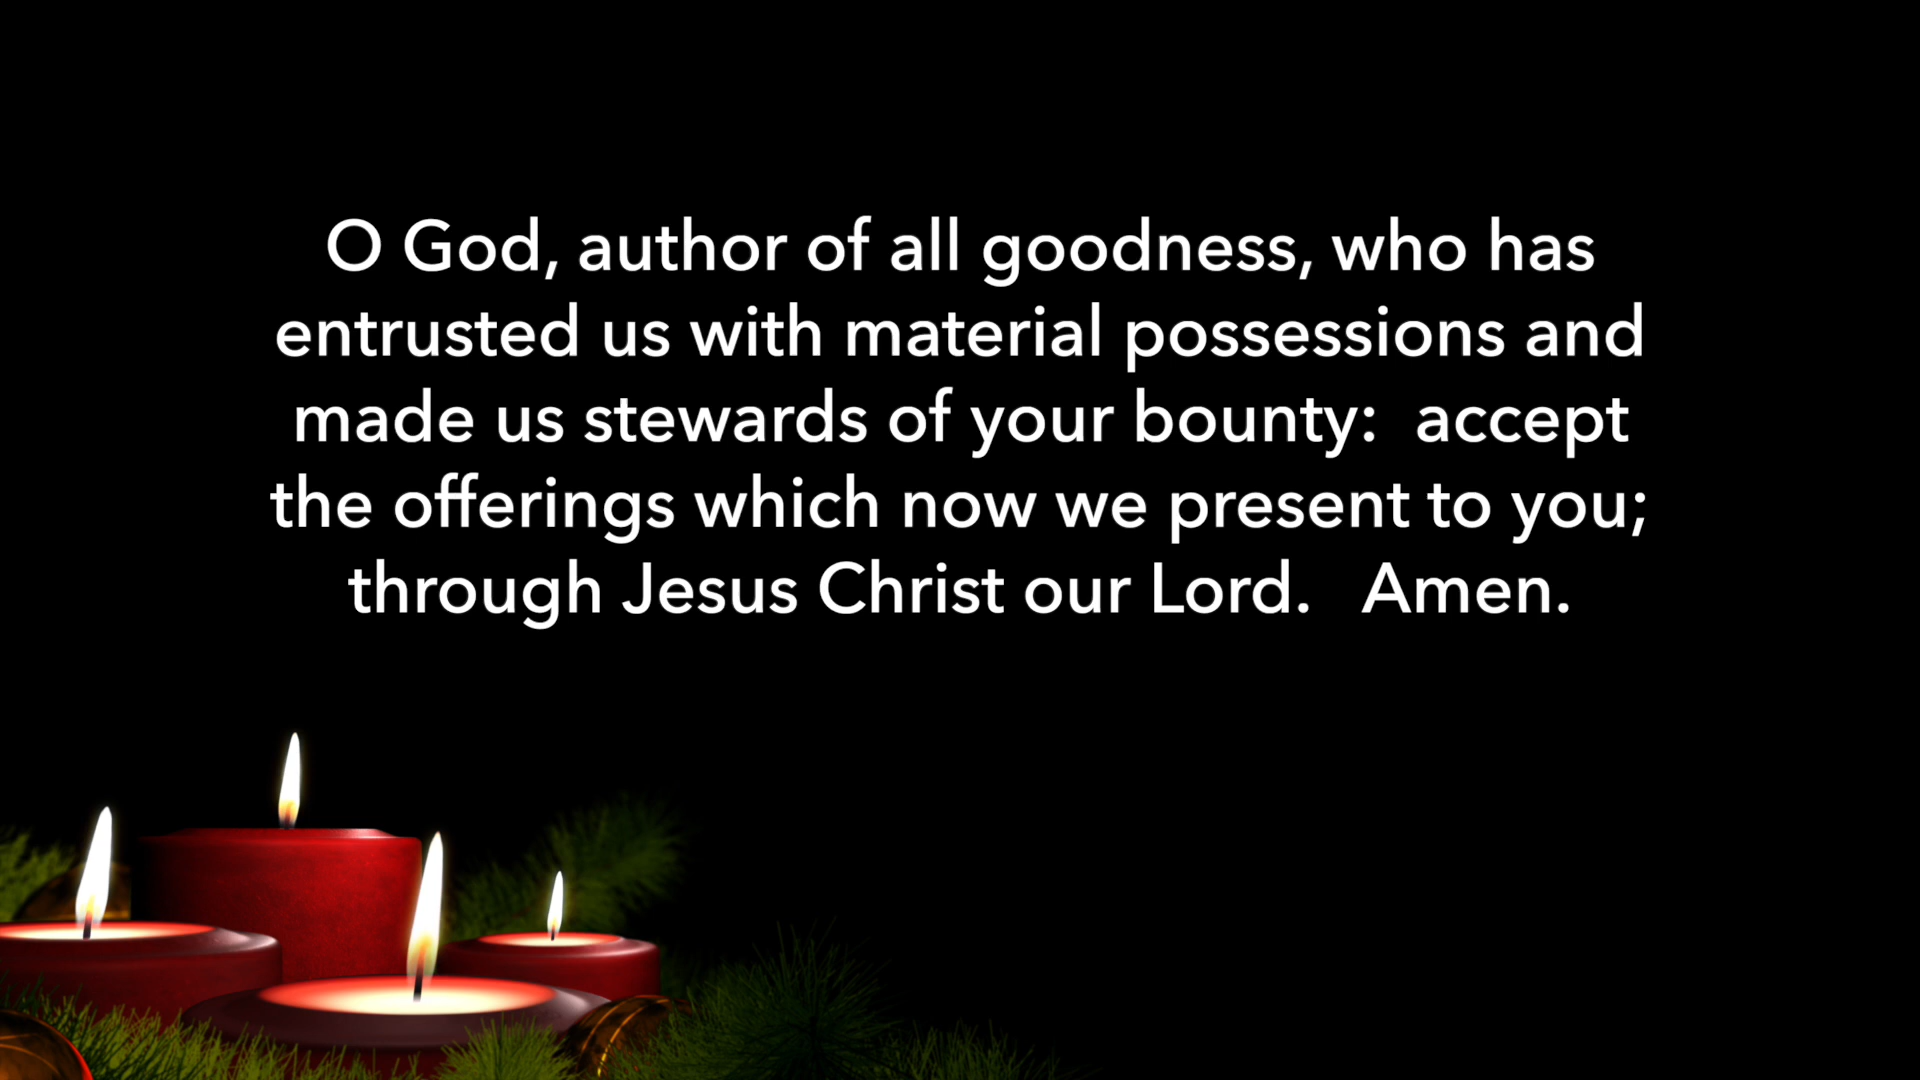 O God, author of all goodness, who has
entrusted us with material possessions and
made us stewards of your bounty:  accept
the offerings which now we present to you;
through Jesus Christ our Lord.   Amen.